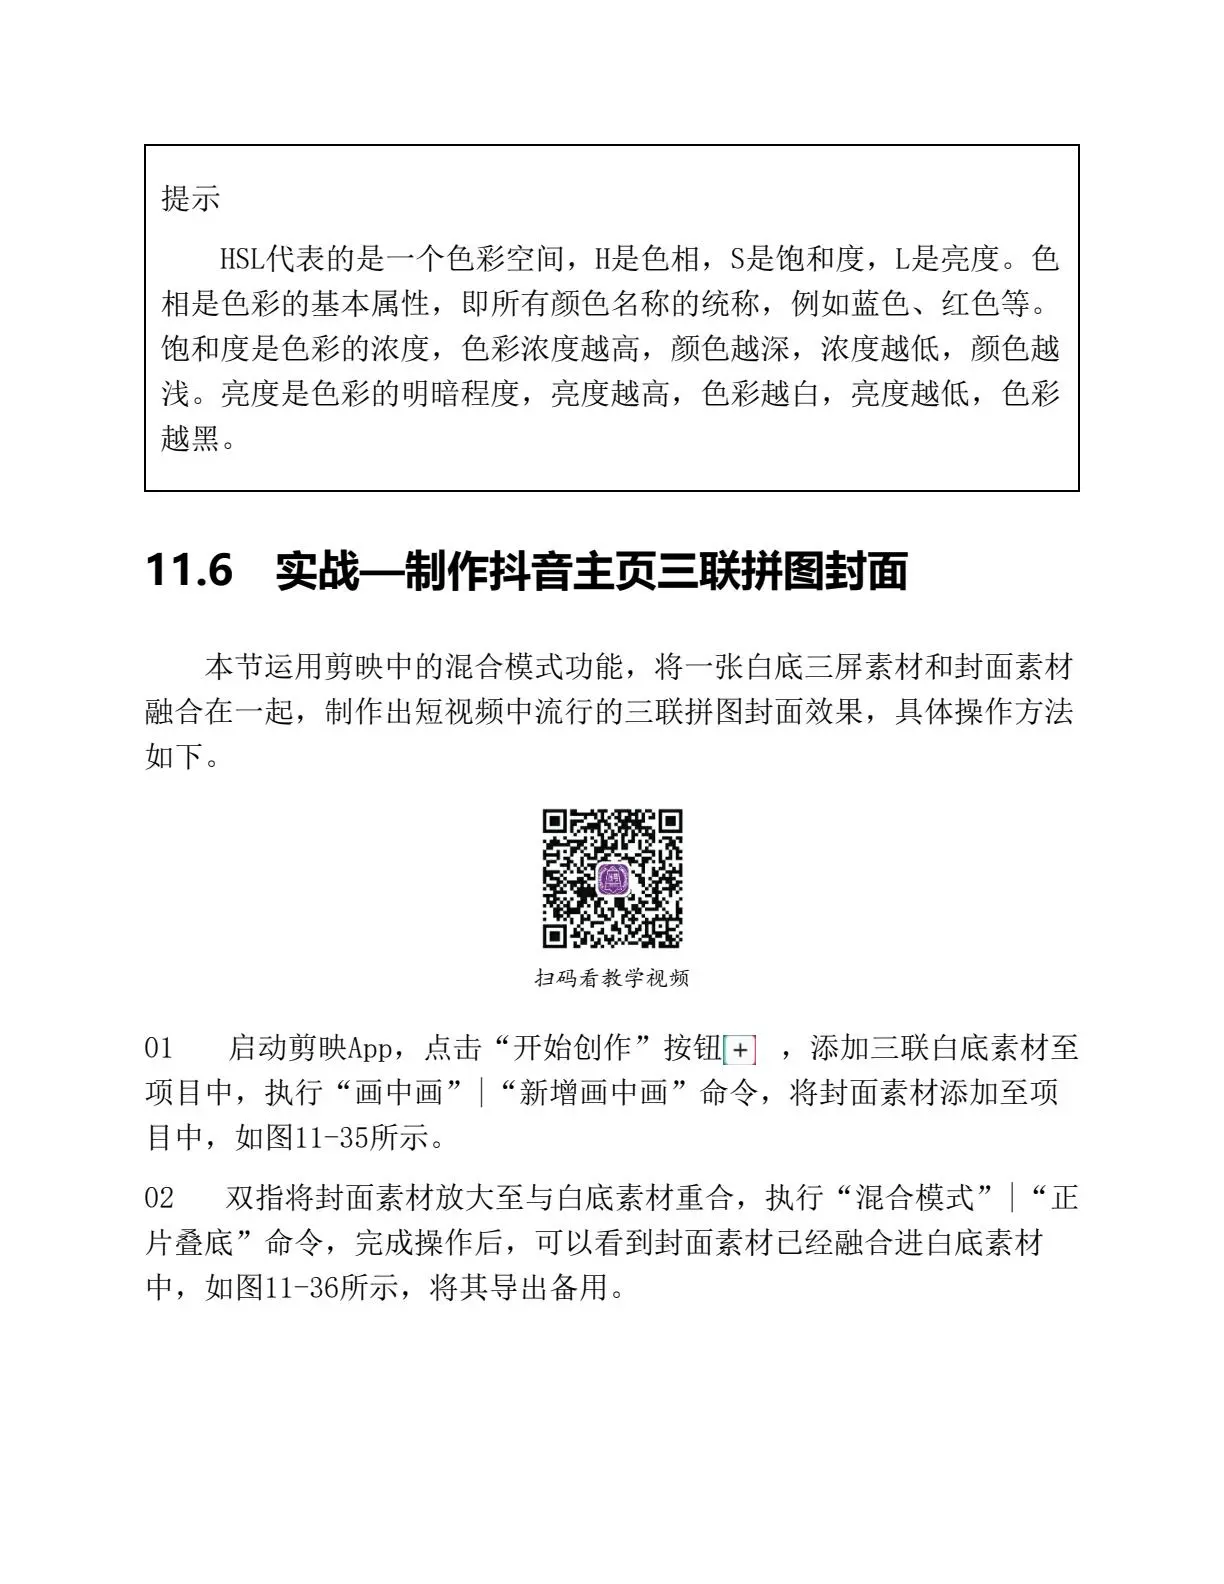 提示
HSL代表的是一个色彩空间，H是色相，S是饱和度，L是亮度。色
相是色彩的基本属性，即所有颜色名称的统称，例如蓝色、红色等。
饱和度是色彩的浓度，色彩浓度越高，颜色越深，浓度越低，颜色越
浅。亮度是色彩的明暗程度，亮度越高，色彩越白，亮度越低，色彩
越黑。
11.6 实战—制作抖音主页三联拼图封面
本节运用剪映中的混合模式功能，将一张白底三屏素材和封面素材
融合在一起，制作出短视频中流行的三联拼图封面效果，具体操作方法
如下。
扫码看教学视频
01 启动剪映App，点击“开始创作”按钮+，添加三联白底素材至
项目中，执行“画中画”|“新增画中画”命令，将封面素材添加至项
目中，如图11-35所示。
02 双指将封面素材放大至与白底素材重合，执行“混合模式”|“正
片叠底”命令，完成操作后，可以看到封面素材已经融合进白底素材
中，如图11-36所示，将其导出备用。